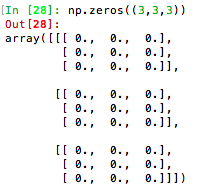 In [28]: np.zeros((3,3,3))
Out[28]:
array([[[ 0.,  0.,  0.],
        [ 0.,  0.,  0.],
        [ 0.,  0.,  0.]],

       [[ 0.,  0.,  0.],
        [ 0.,  0.,  0.],
        [ 0.,  0.,  0.]],

       [[ 0.,  0.,  0.],
        [ 0.,  0.,  0.],
        [ 0.,  0.,  0.]]])